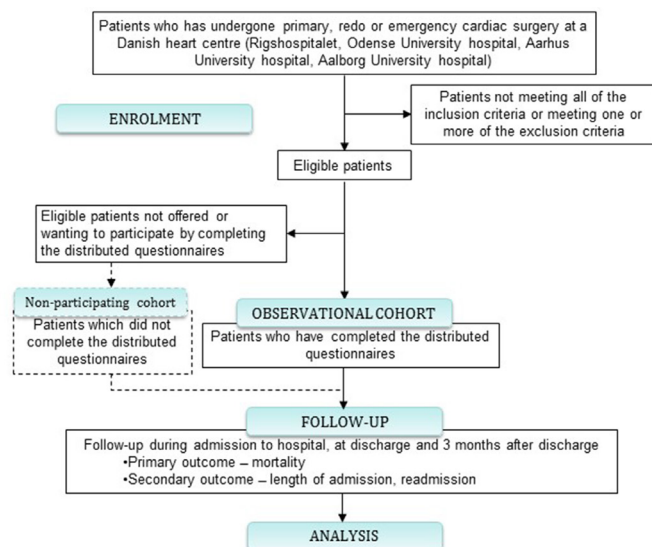 Patients who has undergone primary, redo or emergency cardiac surgery at a
Danish heart centre (Rigshospitalet, Odense University hospital, Aarhus
University hospital, Aalborg University hospital)
ENROLMENT
Patients not meeting all of the
inclusion criteria or meeting one or
more of the exclusion criteria
Eligible patients
Eligible patients not offered or
wanting to participate by completing
the distributed questionnaires
Non-participating cohort
Patients which did not
complete the distributed
questionnaires
OBSERVATIONAL COHORT
Patients who have completed the distributed
questionnaires
FOLLOW-UP
Follow-up during admission to hospital, at discharge and 3 months after discharge
•Primary outcome – mortality
•Secondary outcome – length of admission, readmission
ANALYSIS